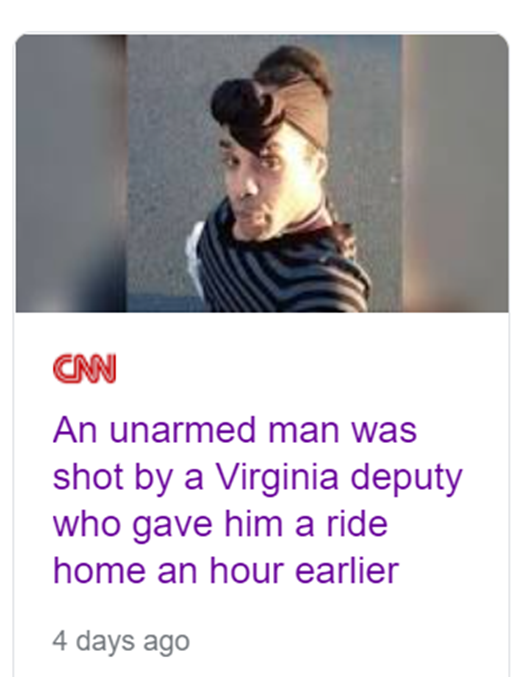 CNN
An unarmed man was
shot by a Virginia deputy
who gave him a ride
home an hour earlier
4 days ago